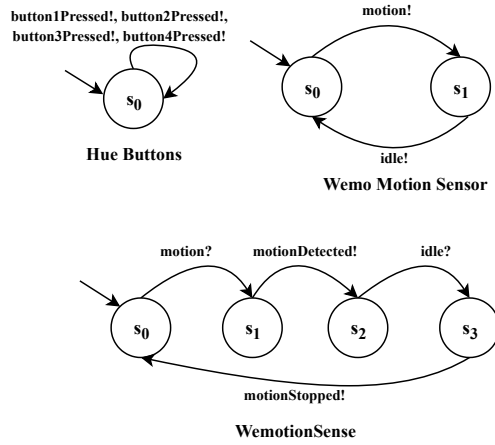 button1Pressed!, button2Pressed!,
button3Pressed!, button4Pressed!
s0
Hue Buttons
motion!
s0
s1
idle!
Wemo Motion Sensor
motion?
motionDetected!
idle?
s0
s1
s2
s3
motionStopped!
WemotionSense